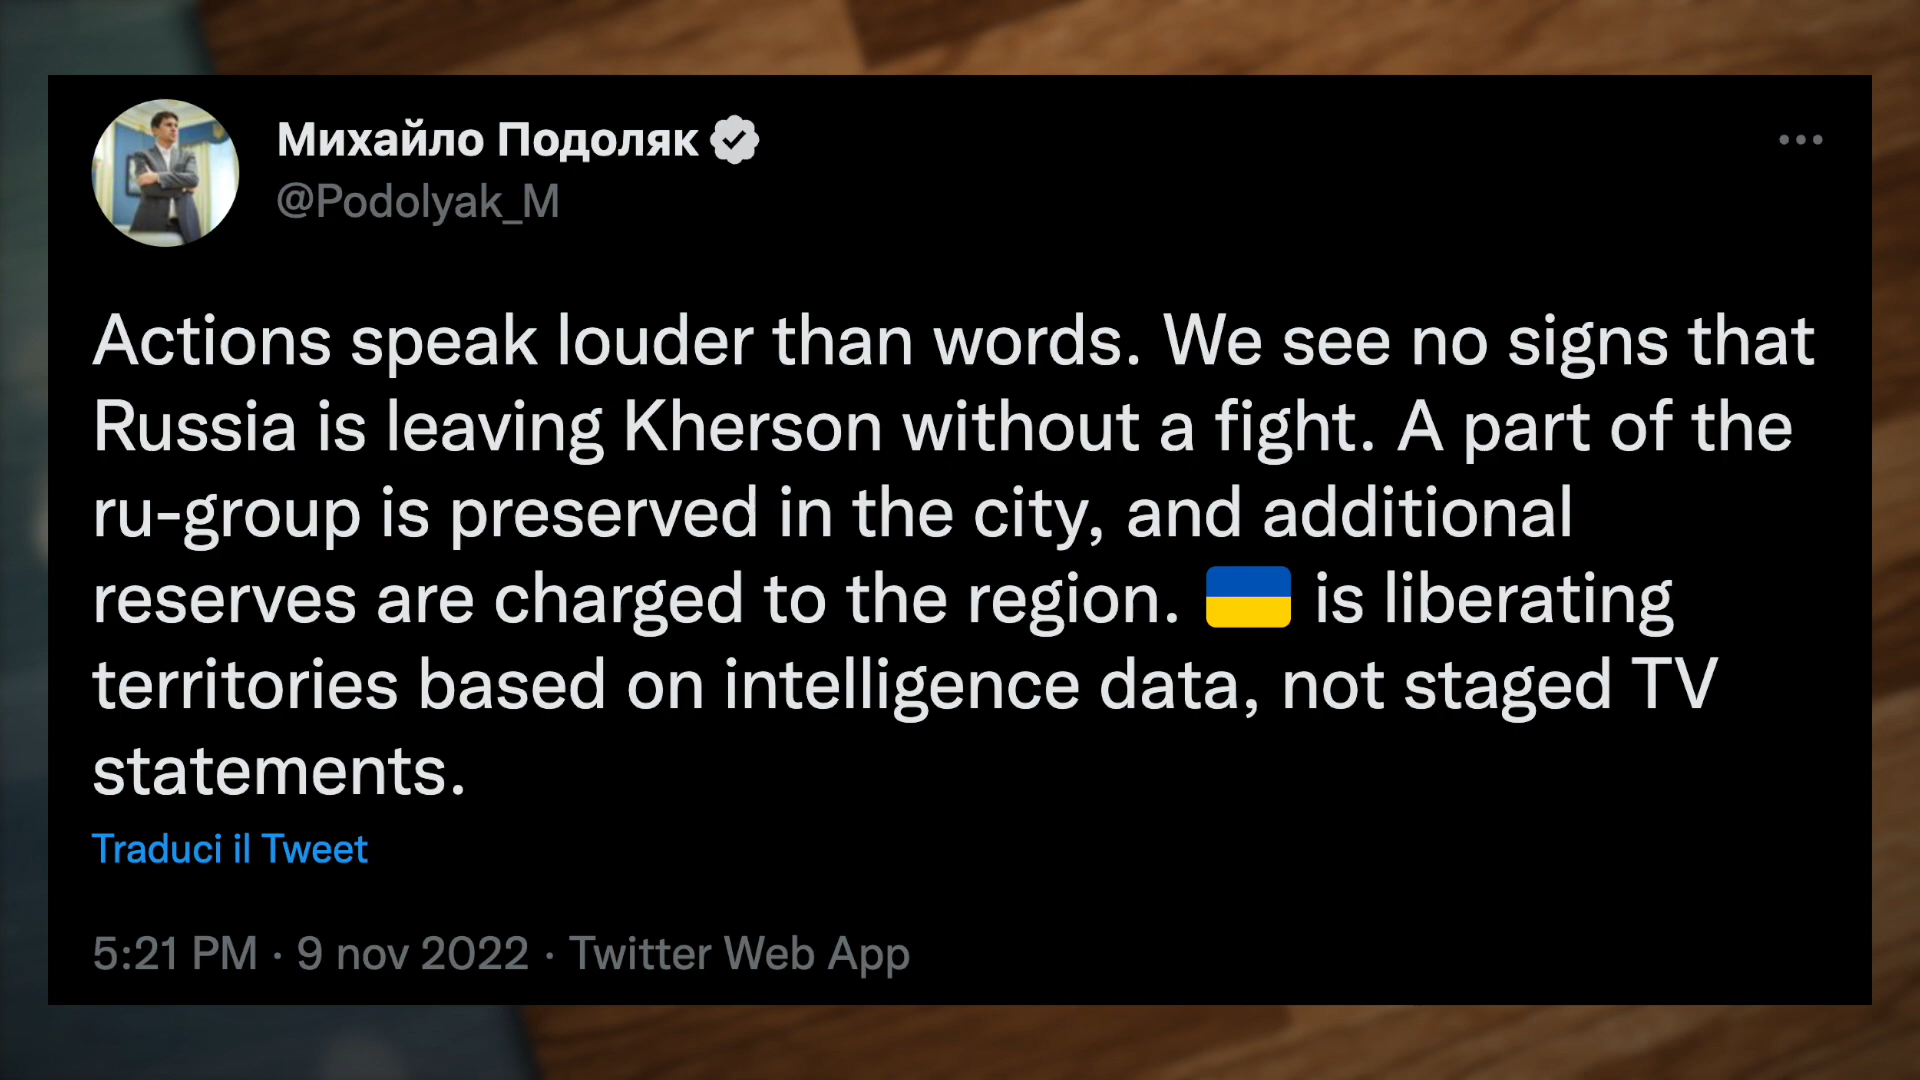 Михайло Подоляк
@Podolyak_M
Actions speak louder than words. We see no signs that
Russia is leaving Kherson without a fight. A part of the
ru-group is preserved in the city, and additional
reserves are charged to the region. 🇺🇦 is liberating
territories based on intelligence data, not staged TV
statements.
Traduci il Tweet
5:21 PM · 9 nov 2022 · Twitter Web App